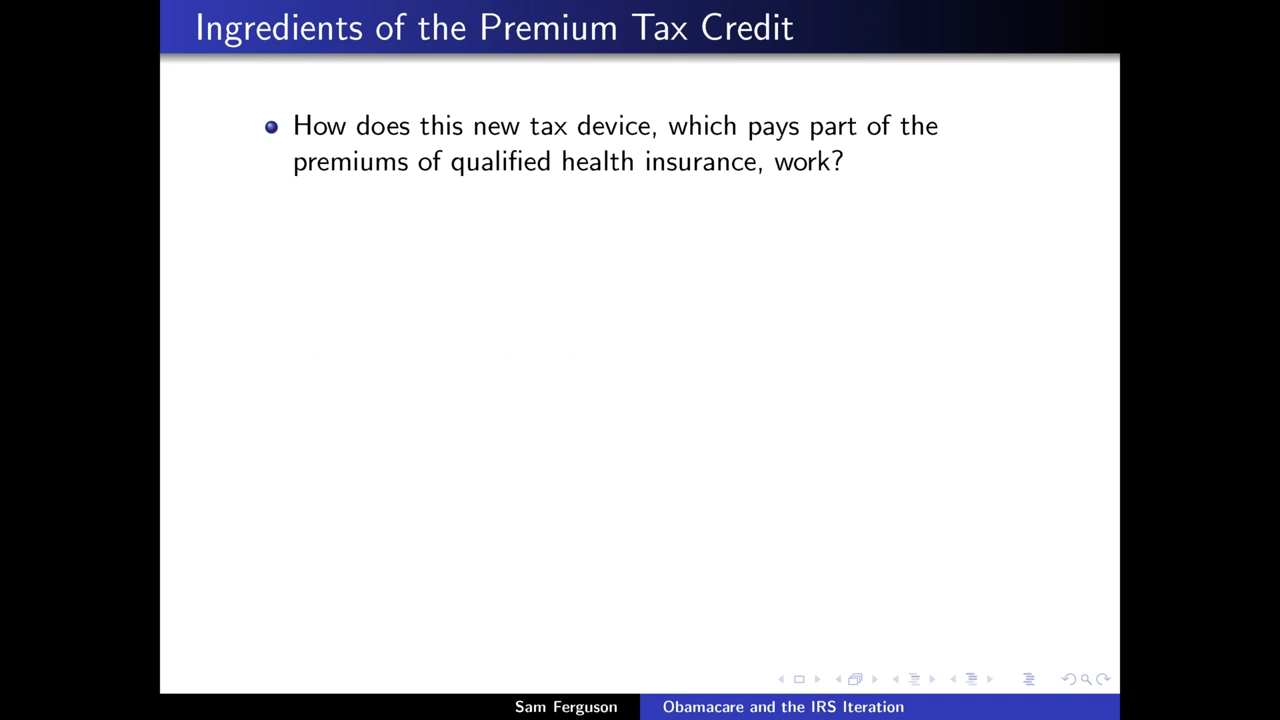 Ingredients of the Premium Tax Credit
How does this new tax device, which pays part of the
premiums of qualified health insurance, work?
Sam Ferguson
Obamacare and the IRS Iteration